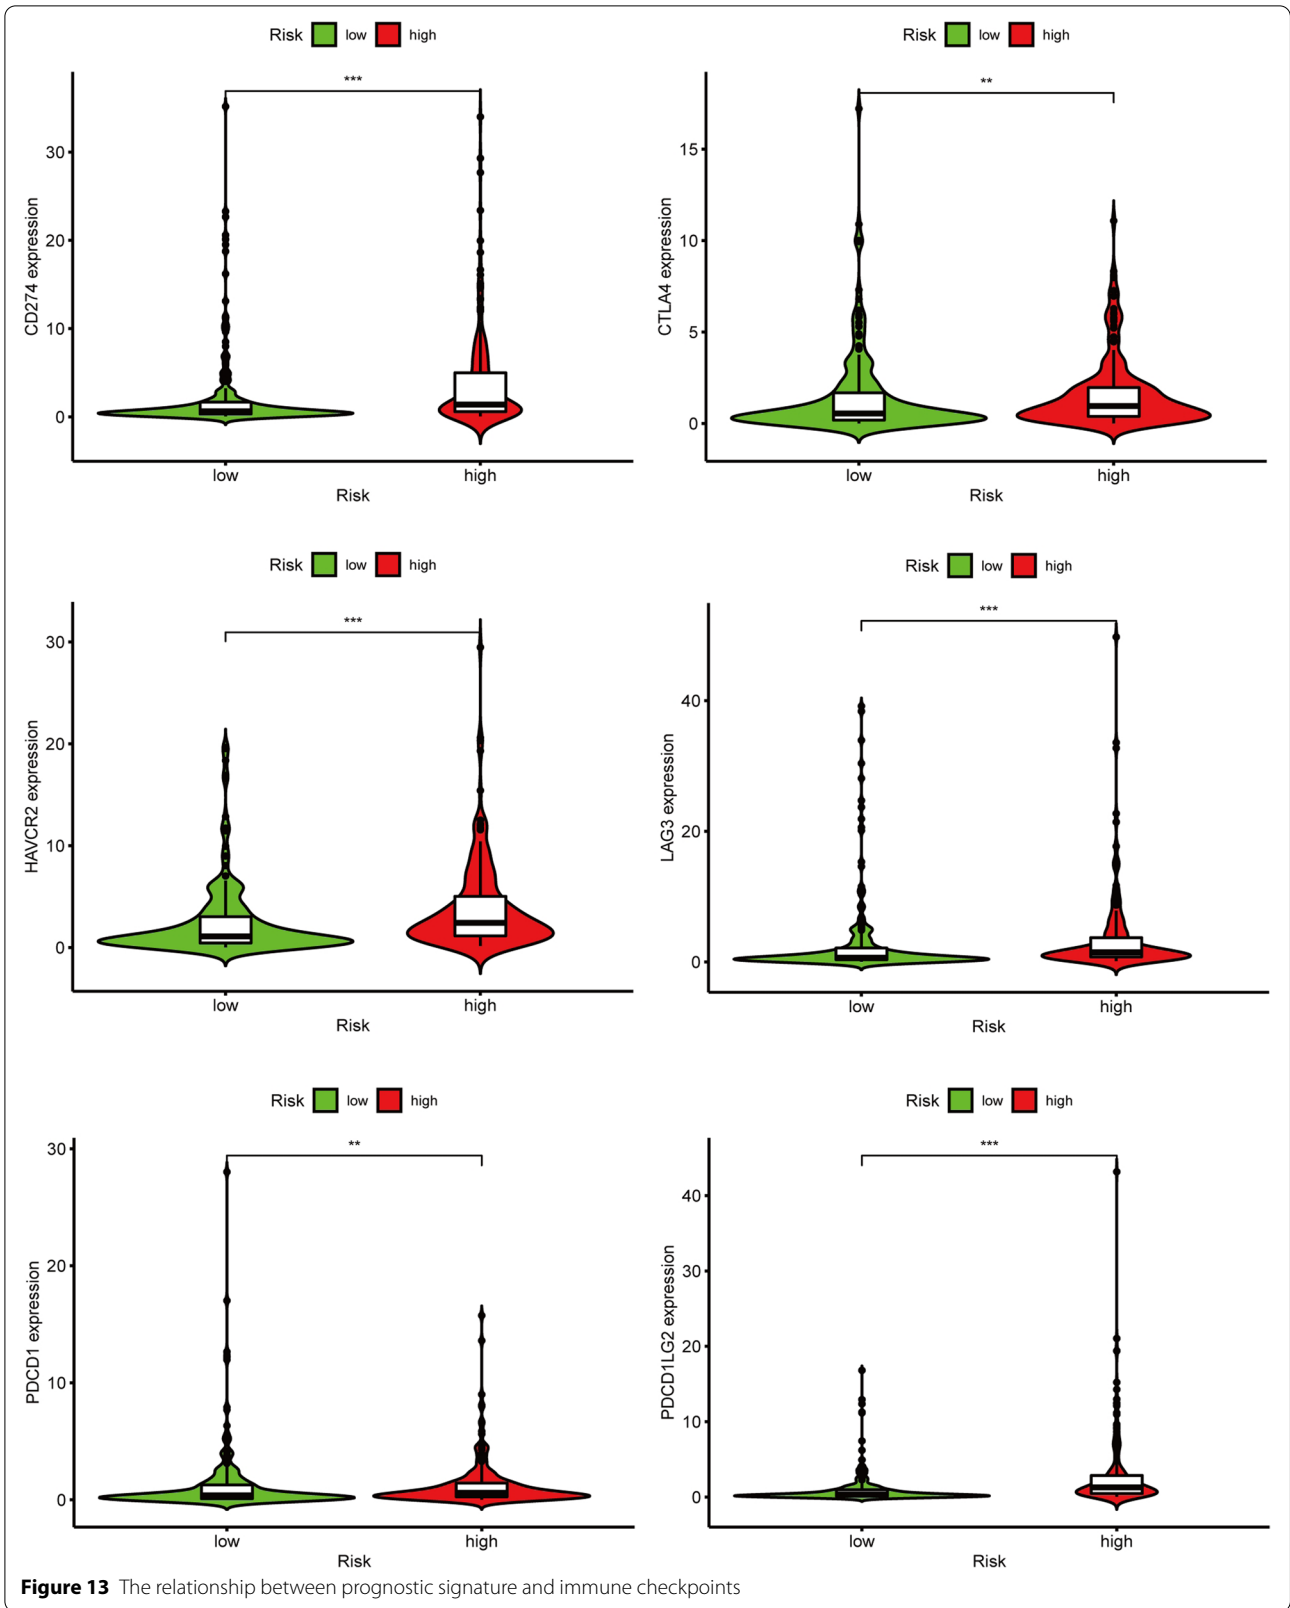 Risk low high
***
CD274 expression
30
20
10
0
low high
Risk
Risk low high
**
CTLA4 expression
15
10
5
0
low high
Risk
Risk low high
***
HAVCR2 expression
30
20
10
0
low high
Risk
Risk low high
***
LAG3 expression
40
20
0
low high
Risk
Risk low high
**
PDCD1 expression
30
20
10
0
low high
Risk
Risk low high
***
PDCD1LG2 expression
40
30
20
10
0
low high
Risk
Figure 13 The relationship between prognostic signature and immune checkpoints